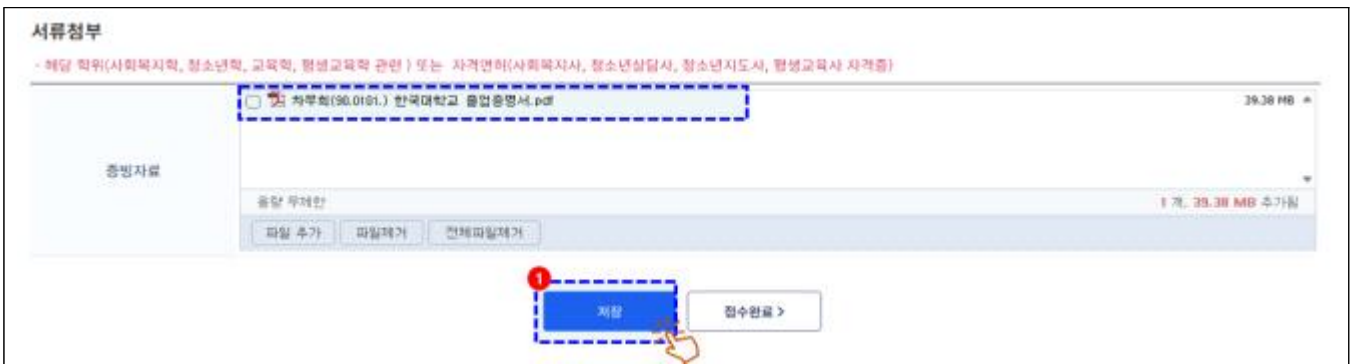 서류첨부
- 해당 학위(사회복지학, 청소년학, 교육학, 평생교육학 관련 ) 또는 자격면허(사회복지사, 청소년상담사, 청소년지도사, 평생교육사 자격증)
차무희(98.0101.) 한국대학교 졸업증명서.pdf 39.38 MB
증빙자료
용량 무제한 1 개, 39.38 MB 추가됨
파일 추가 파일제거 전체파일제거
1
저장 접수완료 >